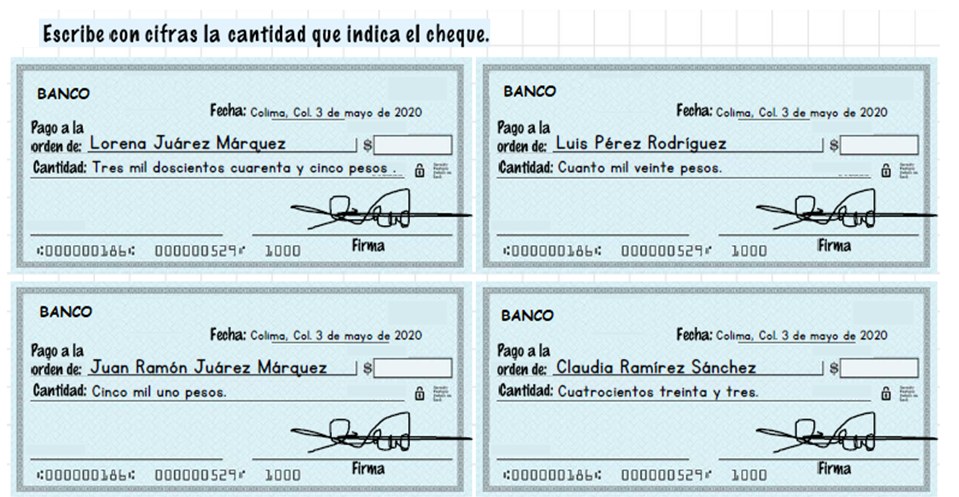 Escribe con cifras la cantidad que indica el cheque.
BANCO
Fecha: Colima, Col. 3 de mayo de 2020
Pago a la
orden de: Lorena Juárez Márquez $
Cantidad: Tres mil doscientos cuarenta y cinco pesos .
Firma
⑆000000186⑆ 000000529⑈ 1000
BANCO
Fecha: Colima, Col. 3 de mayo de 2020
Pago a la
orden de: Luis Pérez Rodríguez $
Cantidad: Cuanto mil veinte pesos.
Firma
⑆000000186⑆ 000000529⑈ 1000
BANCO
Fecha: Colima, Col. 3 de mayo de 2020
Pago a la
orden de: Juan Ramón Juárez Márquez $
Cantidad: Cinco mil uno pesos.
Firma
⑆000000186⑆ 000000529⑈ 1000
BANCO
Fecha: Colima, Col. 3 de mayo de 2020
Pago a la
orden de: Claudia Ramírez Sánchez $
Cantidad: Cuatrocientos treinta y tres.
Firma
⑆000000186⑆ 000000529⑈ 1000